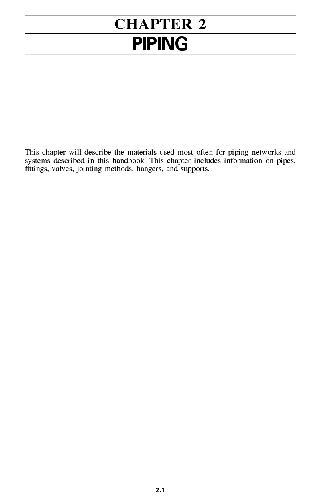 CHAPTER 2
PIPING
This chapter will describe the materials used most often for piping networks and
systems described in this handbook. This chapter includes information on pipes,
fittings, valves, jointing methods, hangers, and supports.
2.1